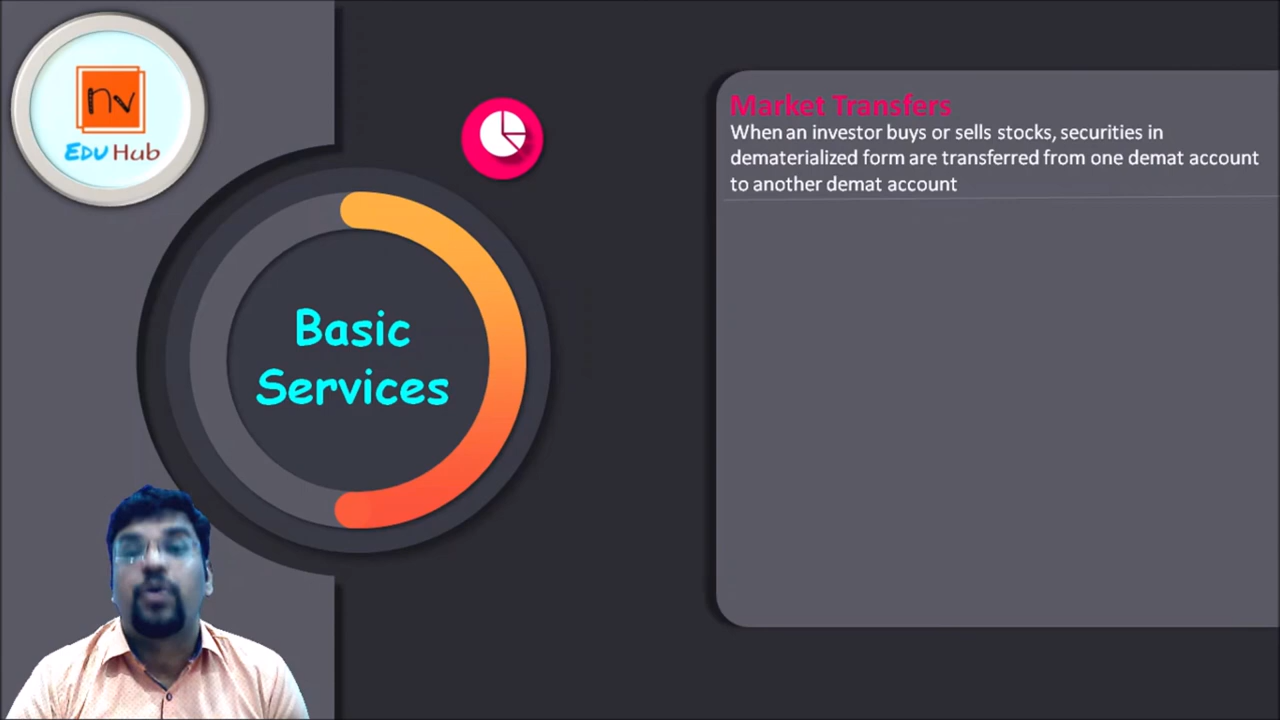 nv
EDU Hub
Basic
Services
Market Transfers
When an investor buys or sells stocks, securities in
dematerialized form are transferred from one demat account
to another demat account